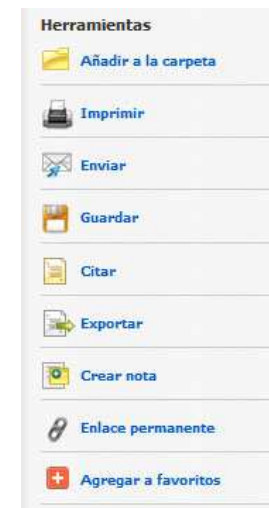 Herramientas
Añadir a la carpeta
Imprimir
Enviar
Guardar
Citar
Exportar
Crear nota
Enlace permanente
Agregar a favoritos